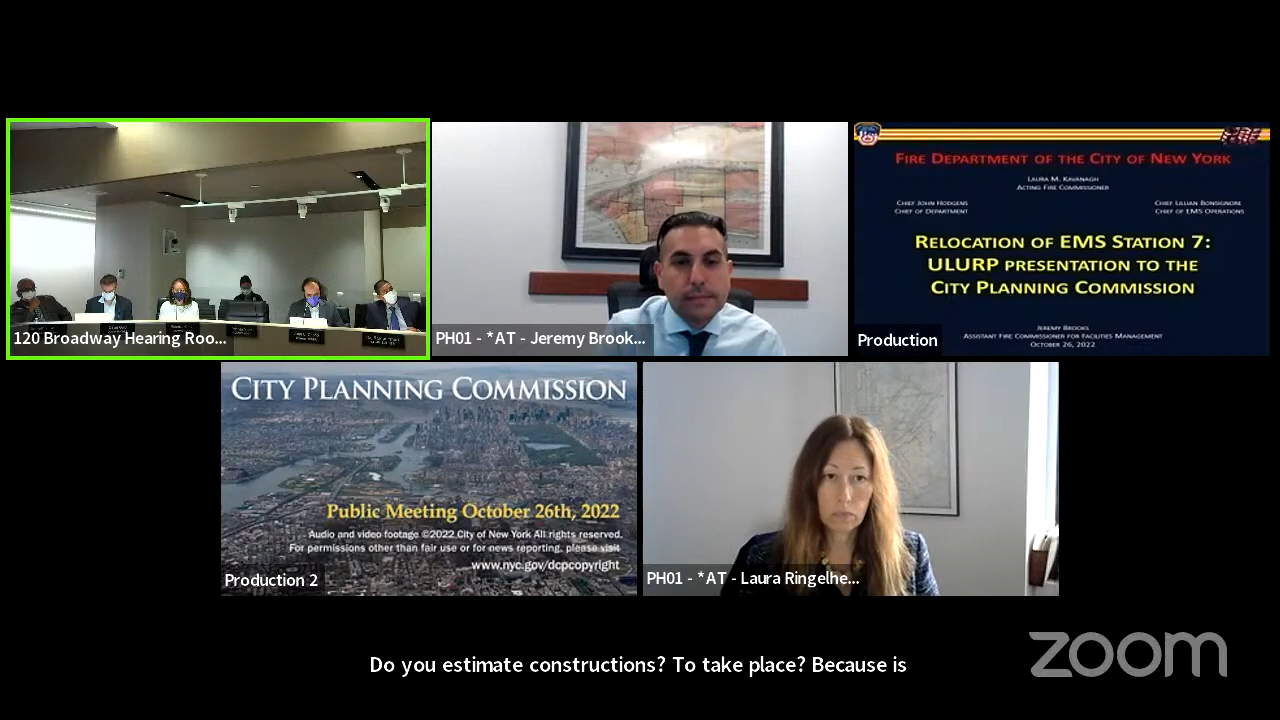 120 Broadway Hearing Roo...
PH01 - *AT - Jeremy Brook...
FIRE DEPARTMENT OF THE CITY OF NEW YORK
LAURA M. KAVANAGH
ACTING FIRE COMMISSIONER
CHIEF JOHN HODGENS
CHIEF OF DEPARTMENT
CHIEF LILLIAN BONSIGNORE
CHIEF OF EMS OPERATIONS
RELOCATION OF EMS STATION 7:
ULURP PRESENTATION TO THE
CITY PLANNING COMMISSION
JEREMY BROOKS
ASSISTANT FIRE COMMISSIONER FOR FACILITIES MANAGEMENT
OCTOBER 26, 2022
Production
CITY PLANNING COMMISSION
Public Meeting October 26th, 2022
Audio and video footage ©2022 City of New York All rights reserved.
For permissions other than fair use or for news reporting, please visit
www.nyc.gov/dcpcopyright
Production 2
PH01 - *AT - Laura Ringelhe...
Do you estimate constructions? To take place? Because is
zoom